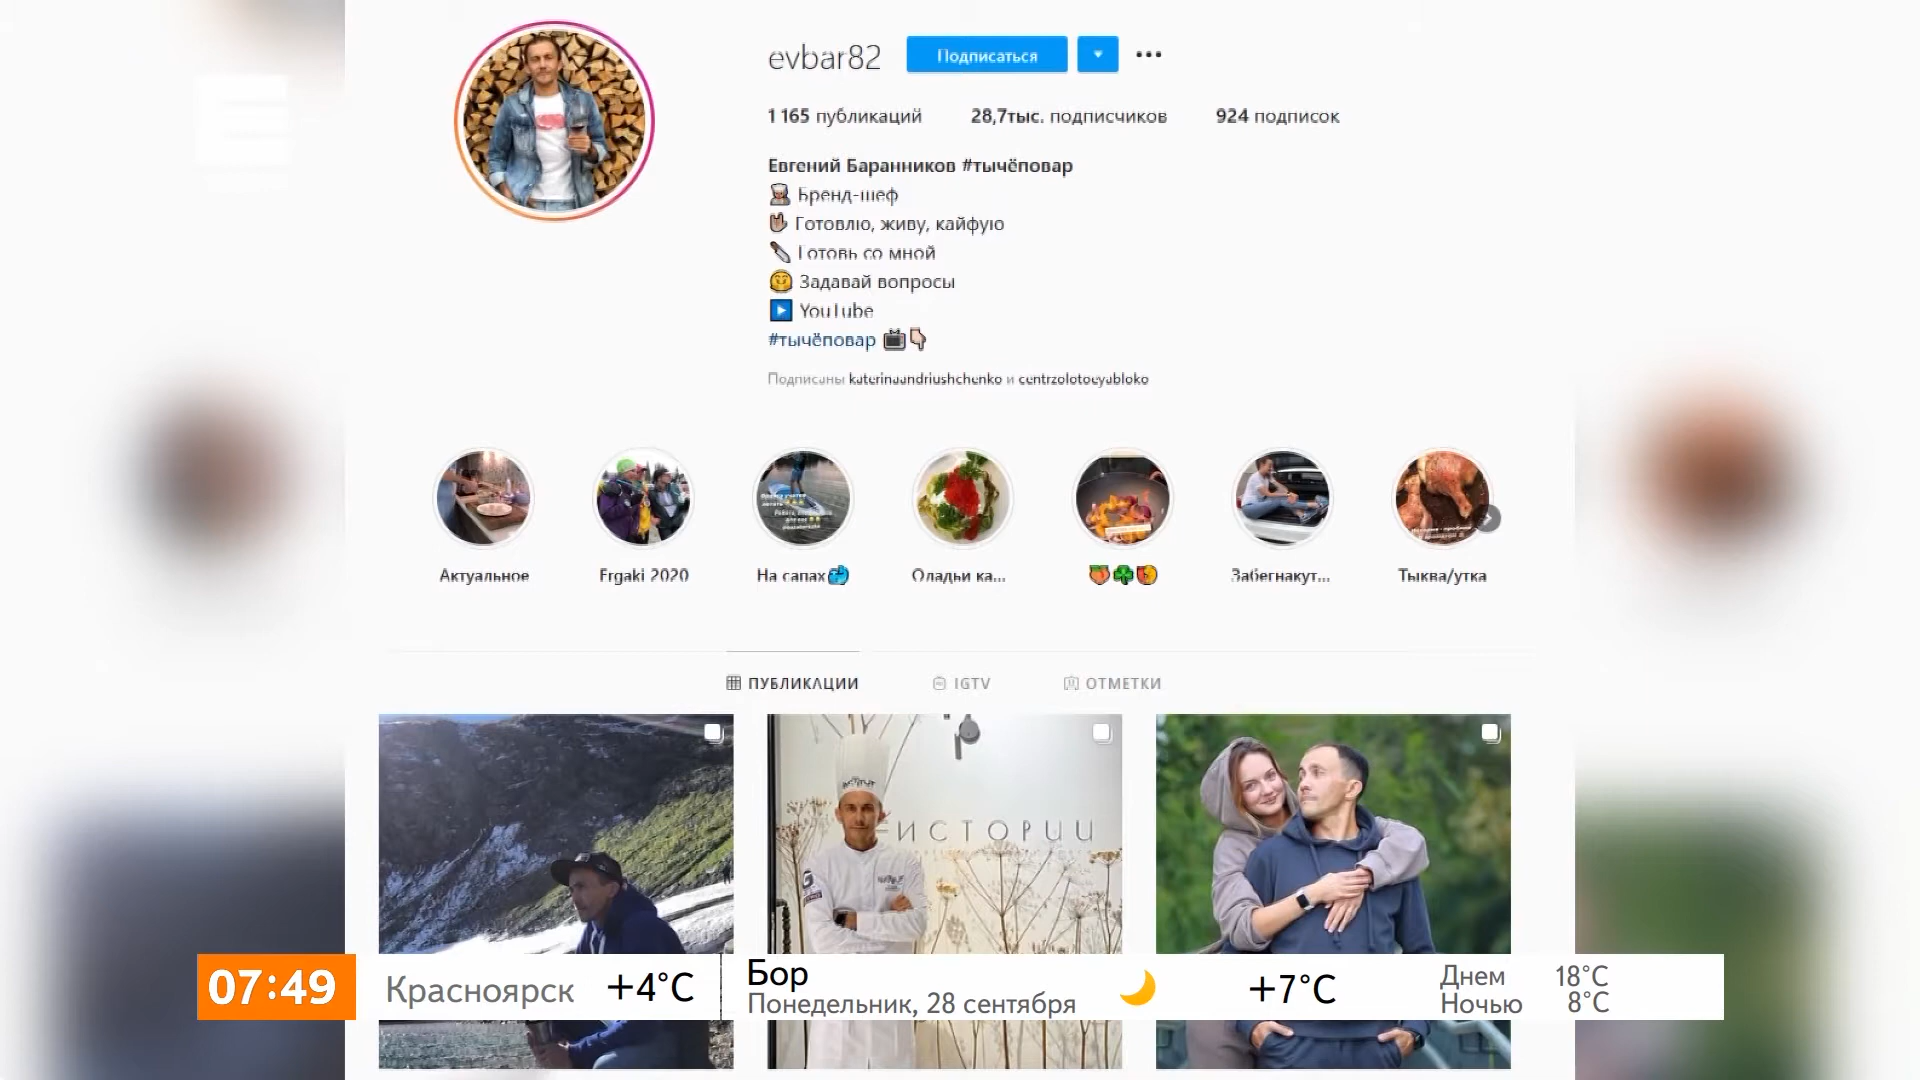 evbar82 Подписаться
1 165 публикаций 28,7тыс. подписчиков 924 подписок
Евгений Баранников #тычёповар
Бренд-шеф
Готовлю, живу, кайфую
Готовь со мной
Задавай вопросы
YouTube
#тычёповар
Подписаны katerinaandriushchenko и centrzolotoeyabloko
Актуальное Ergaki 2020 На сапах Оладьи ка... Забегнакут... Тыква/утка
ПУБЛИКАЦИИ IGTV ОТМЕТКИ
ИСТОРИИ
07:49 Красноярск +4°C
Бор
Понедельник, 28 сентября
+7°C
Днем 18°C
Ночью 8°C